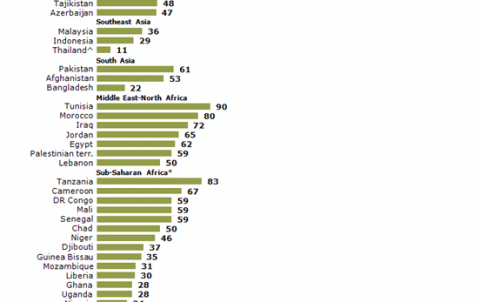 Tajikistan 48
Azerbaijan 47
Southeast Asia
Malaysia 36
Indonesia 29
Thailand^ 11
South Asia
Pakistan 61
Afghanistan 53
Bangladesh 22
Middle East-North Africa
Tunisia 90
Morocco 80
Iraq 72
Jordan 65
Egypt 62
Palestinian terr. 59
Lebanon 50
Sub-Saharan Africa*
Tanzania 83
Cameroon 67
DR Congo 59
Mali 59
Senegal 59
Chad 50
Niger 46
Djibouti 37
Guinea Bissau 35
Mozambique 31
Liberia 30
Ghana 28
Uganda 28